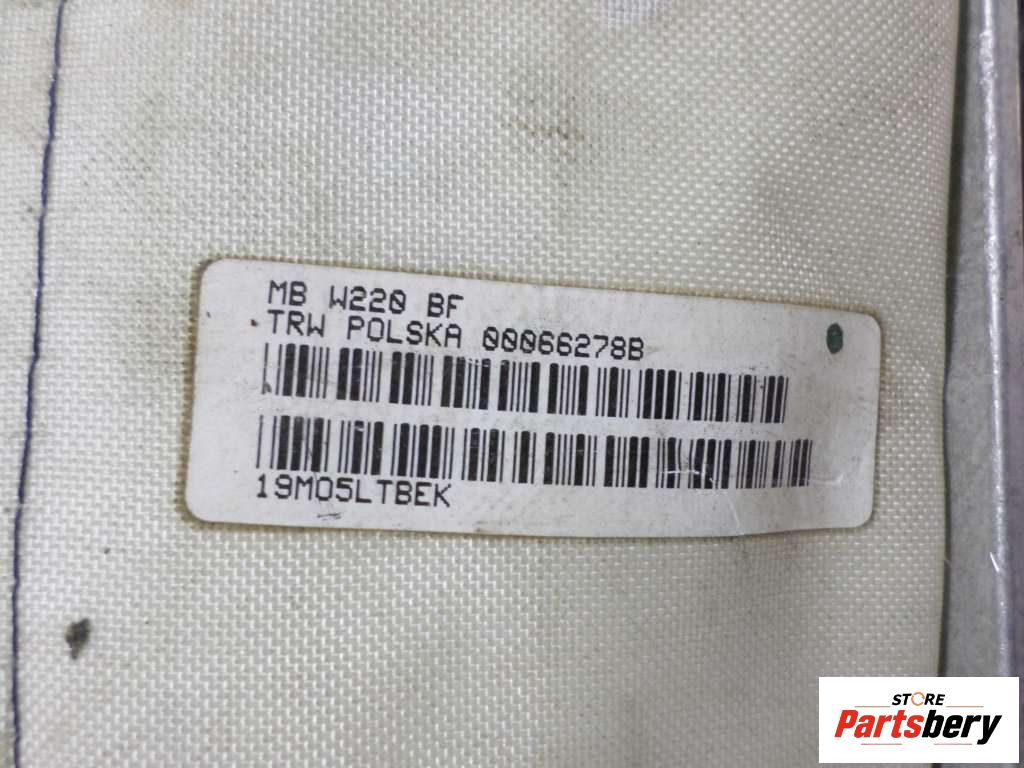 MB W220 BF
TRW POLSKA 00066278B
19M05LTBEK
STORE
Partsbery